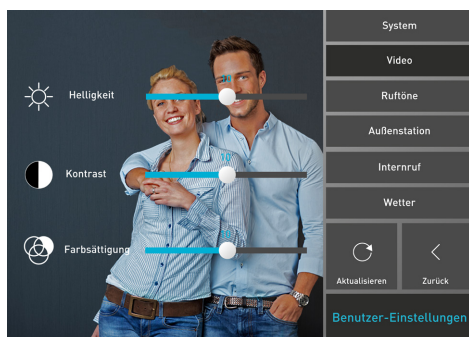 Helligkeit
Kontrast
Farbsättigung
System
Video
Ruftöne
Außenstation
Internruf
Wetter
Aktualisieren
Zurück
Benutzer-Einstellungen